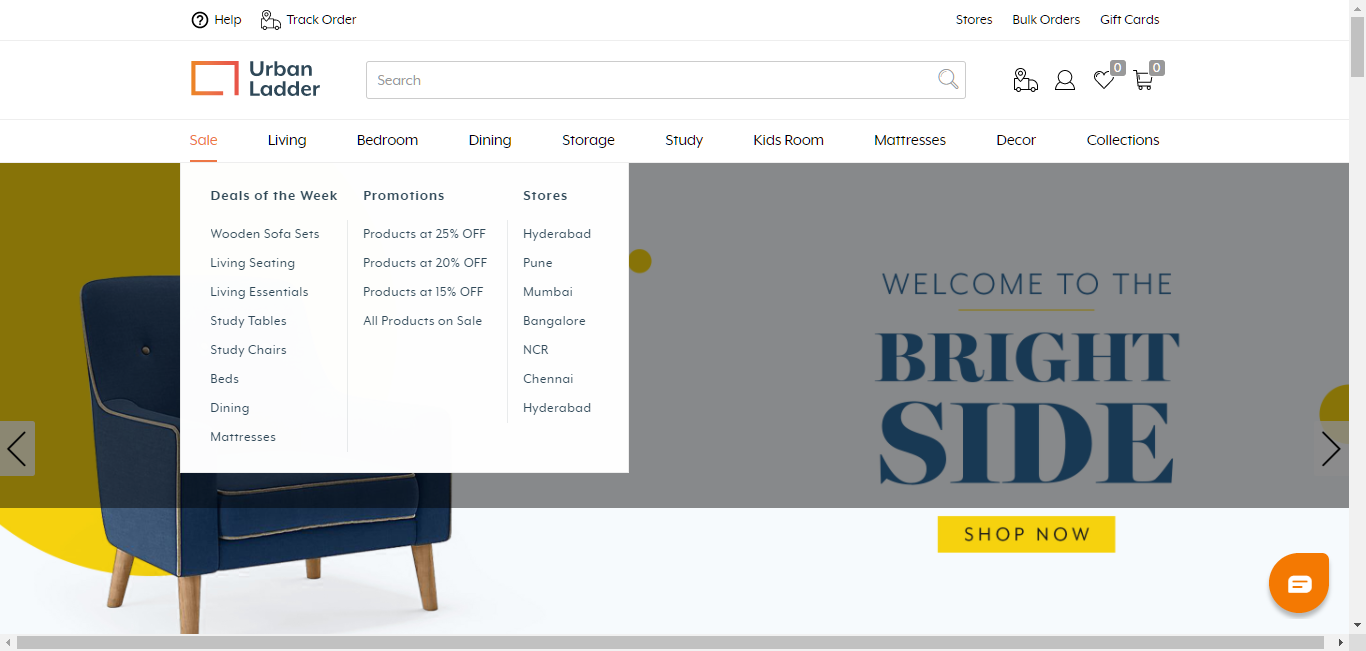 Help
Track Order
Stores
Bulk Orders
Gift Cards
Urban
Ladder
Search
0
0
Sale
Living
Bedroom
Dining
Storage
Study
Kids Room
Mattresses
Decor
Collections
Deals of the Week
Wooden Sofa Sets
Living Seating
Living Essentials
Study Tables
Study Chairs
Beds
Dining
Mattresses
Promotions
Products at 25% OFF
Products at 20% OFF
Products at 15% OFF
All Products on Sale
Stores
Hyderabad
Pune
Mumbai
Bangalore
NCR
Chennai
Hyderabad
WELCOME TO THE
BRIGHT
SIDE
SHOP NOW